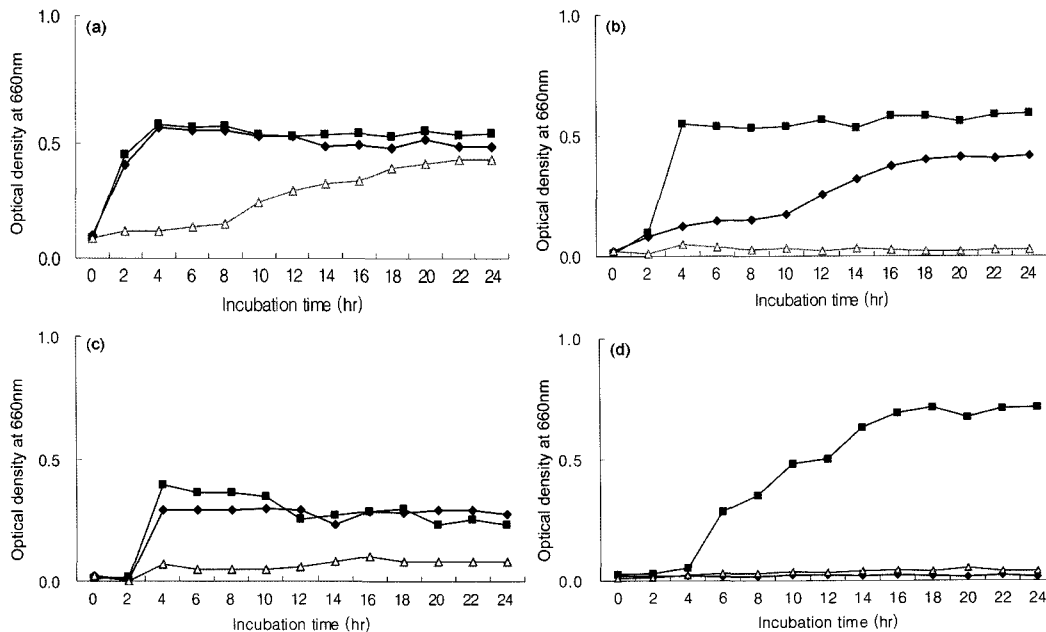 (a)
1.0
0.5
0.0
Optical density at 660nm
0 2 4 6 8 10 12 14 16 18 20 22 24
Incubation time (hr)
(b)
1.0
0.5
0.0
Optical density at 660nm
0 2 4 6 8 10 12 14 16 18 20 22 24
Incubation time (hr)
(c)
1.0
0.5
0.0
Optical density at 660nm
0 2 4 6 8 10 12 14 16 18 20 22 24
Incubation time (hr)
(d)
1.0
0.5
0.0
Optical density at 660nm
0 2 4 6 8 10 12 14 16 18 20 22 24
Incubation time (hr)